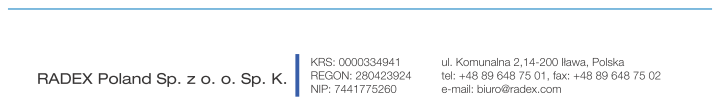 RADEX Poland Sp. z o. o. Sp. K.
KRS: 0000334941
REGON: 280423924
NIP: 7441775260
ul. Komunalna 2,14-200 Iława, Polska
tel: +48 89 648 75 01, fax: +48 89 648 75 02
e-mail: biuro@radex.com